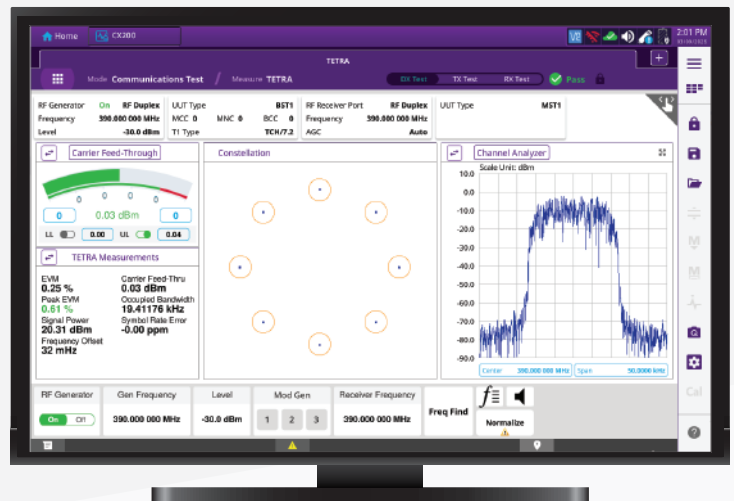 Home
CX200
2:01 PM
TETRA
+
Mode Communications Test / Measure TETRA
DX Test TX Test RX Test Pass
RF Generator On RF Duplex
Frequency 390.000 000 MHz
Level -30.0 dBm
UUT Type BST1
MCC 0 MNC 0 BCC 0
T1 Type TCH/7.2
RF Receiver Port RF Duplex
Frequency 390.000 000 MHz
AGC Auto
UUT Type MST1
Carrier Feed-Through
0 0 0 0
0 0.03 dBm 0
LL 0.00 UL 0.04
TETRA Measurements
EVM
0.25 %
Peak EVM
0.61 %
Signal Power
20.31 dBm
Frequency Offset
32 mHz
Carrier Feed-Thru
0.03 dBm
Occupied Bandwidth
19.41176 kHz
Symbol Rate Error
-0.00 ppm
Constellation
Channel Analyzer
Scale Unit: dBm
10.0
0.0
-10.0
-20.0
-30.0
-40.0
-50.0
-60.0
-70.0
-80.0
-90.0
Center 390.000 000 MHz Span 50.0000 kHz
M
M
Cal
?
RF Generator
On Off
Gen Frequency
390.000 000 MHz
Level
-30.0 dBm
Mod Gen
1 2 3
Receiver Frequency
390.000 000 MHz
Freq Find
f
Normalize